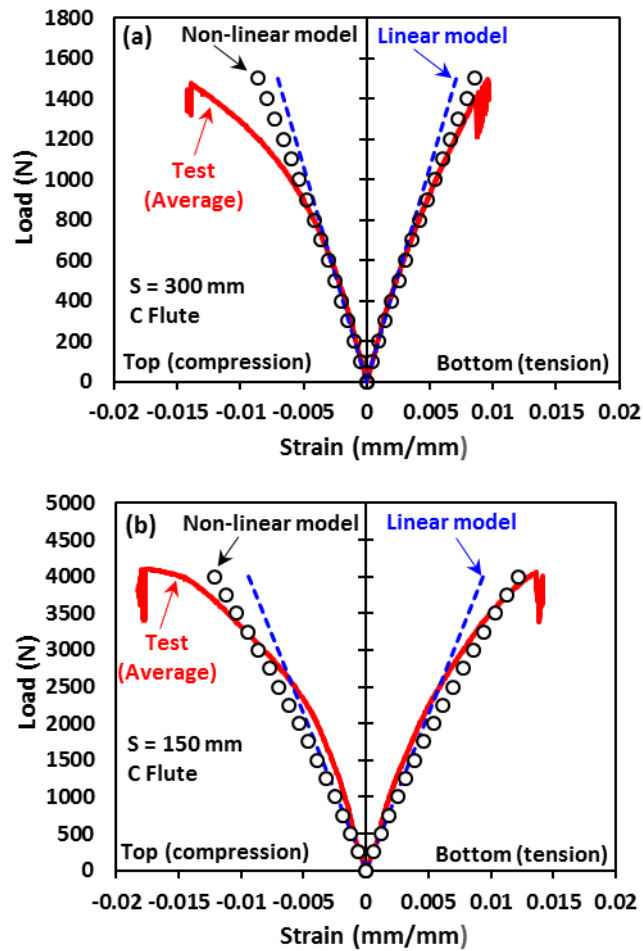 (a)
Non-linear model
Linear model
Test
(Average)
S = 300 mm
C Flute
Top (compression)
Bottom (tension)
Load (N)
1800
1600
1400
1200
1000
800
600
400
200
0
-0.02 -0.015 -0.01 -0.005 0 0.005 0.01 0.015 0.02
Strain (mm/mm)
(b)
Non-linear model
Linear model
Test
(Average)
S = 150 mm
C Flute
Top (compression)
Bottom (tension)
Load (N)
5000
4500
4000
3500
3000
2500
2000
1500
1000
500
0
-0.02 -0.015 -0.01 -0.005 0 0.005 0.01 0.015 0.02
Strain (mm/mm)